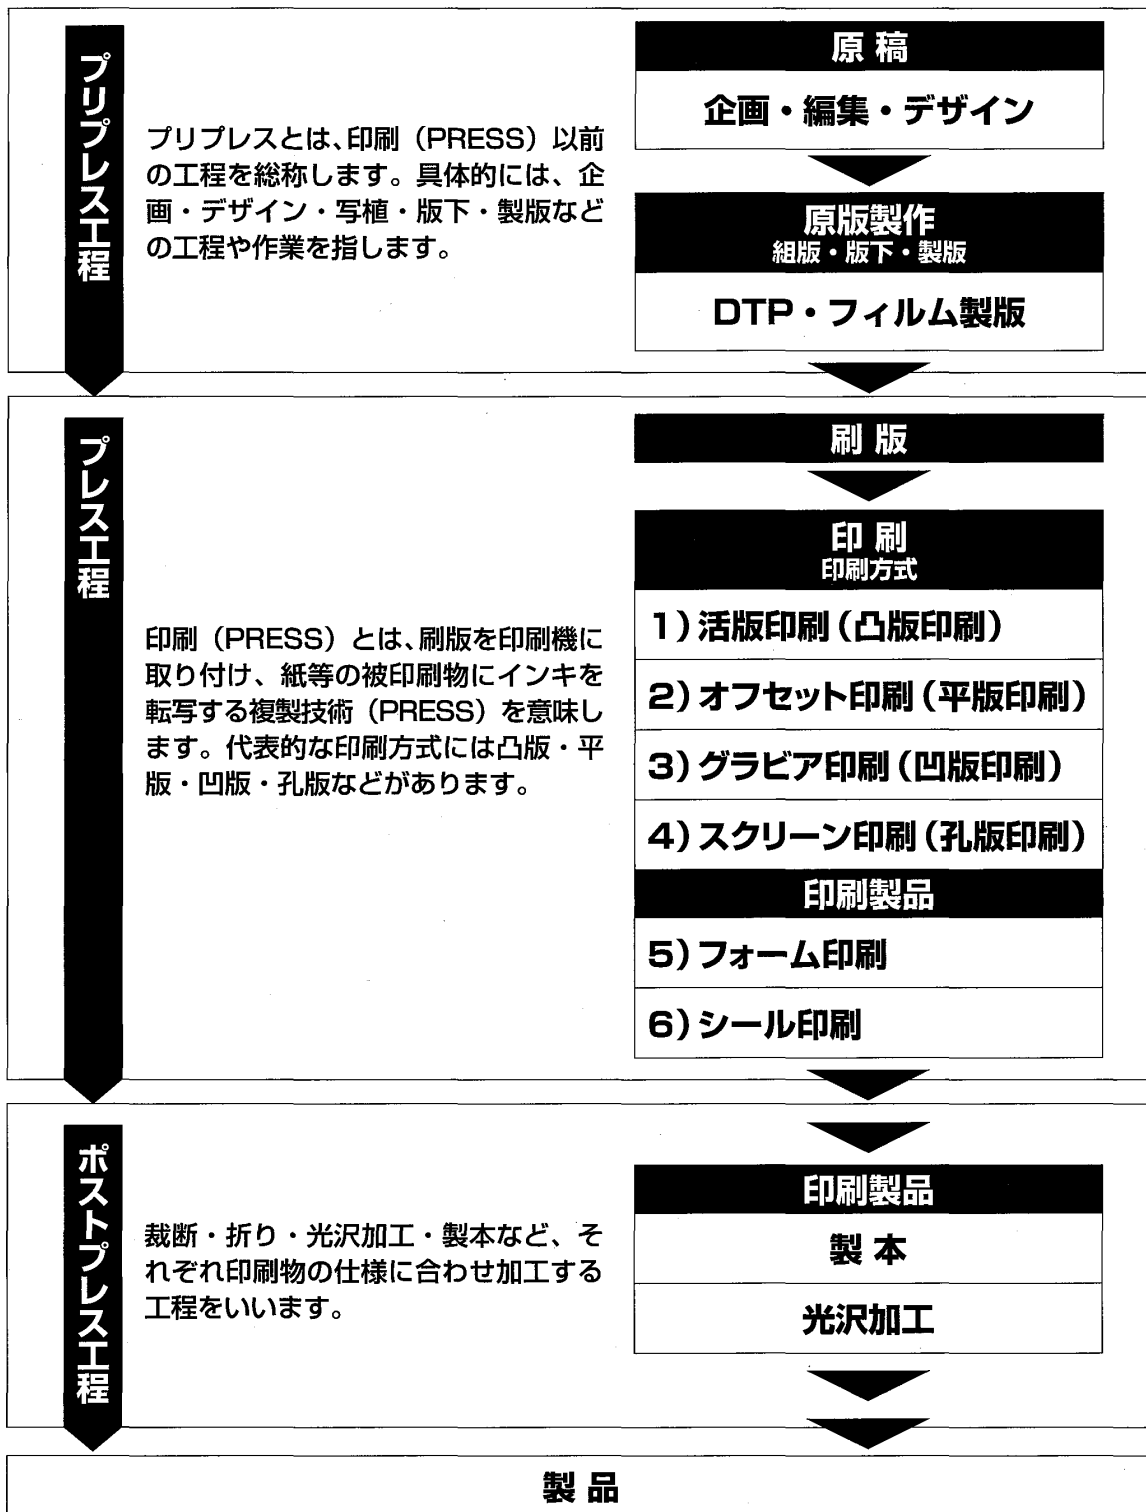 プリプレス工程
プリプレスとは、印刷（PRESS）以前
の工程を総称します。具体的には、企
画・デザイン・写植・版下・製版など
の工程や作業を指します。
原稿
企画・編集・デザイン
原版製作
組版・版下・製版
DTP・フィルム製版
プレス工程
印刷（PRESS）とは、刷版を印刷機に
取り付け、紙等の被印刷物にインキを
転写する複製技術（PRESS）を意味し
ます。代表的な印刷方式には凸版・平
版・凹版・孔版などがあります。
刷版
印刷
印刷方式
1）活版印刷（凸版印刷）
2）オフセット印刷（平版印刷）
3）グラビア印刷（凹版印刷）
4）スクリーン印刷（孔版印刷）
印刷製品
5）フォーム印刷
6）シール印刷
ポストプレス工程
裁断・折り・光沢加工・製本など、そ
れぞれ印刷物の仕様に合わせ加工する
工程をいいます。
印刷製品
製本
光沢加工
製品